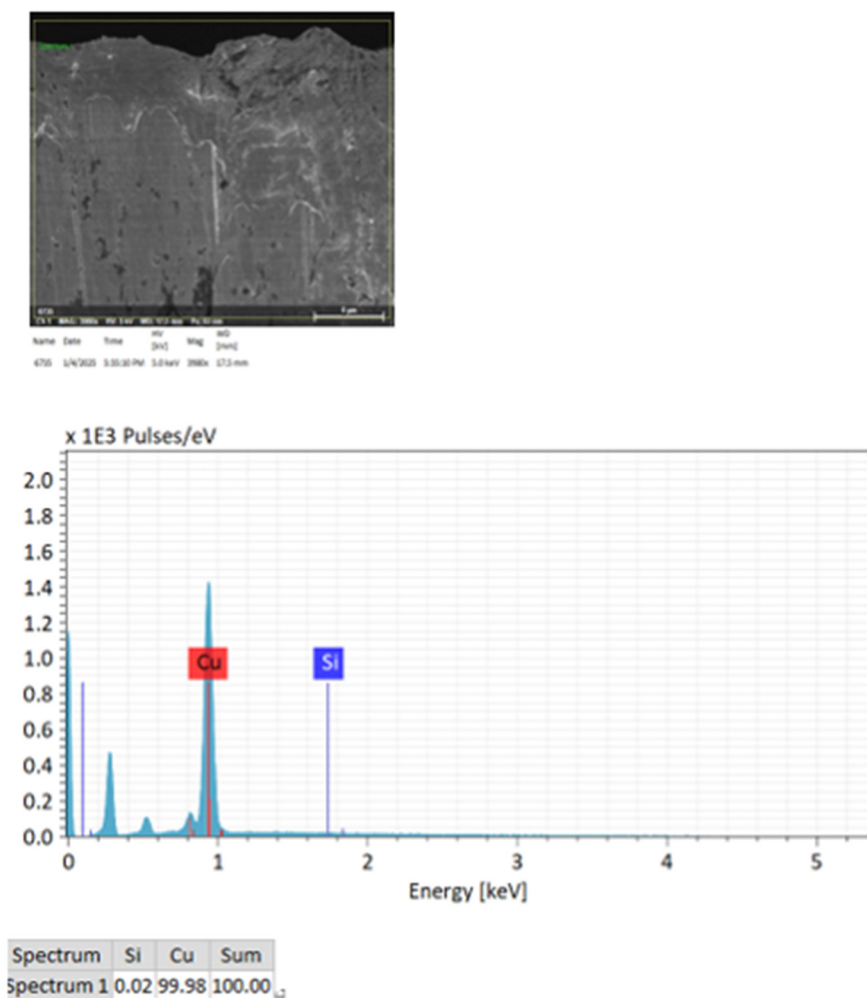 6735
Name Date Time HV [kV] Mag WD [mm]
6735 1/4/2025 5.0 keV 3980x 17.5 mm
x 1E3 Pulses/eV
2.0
1.8
1.6
1.4
1.2
1.0
0.8
0.6
0.4
0.2
0.0
Cu
Si
0 1 2 3 4 5
Energy [keV]
Spectrum Si Cu Sum
Spectrum 1 0.02 99.98 100.00